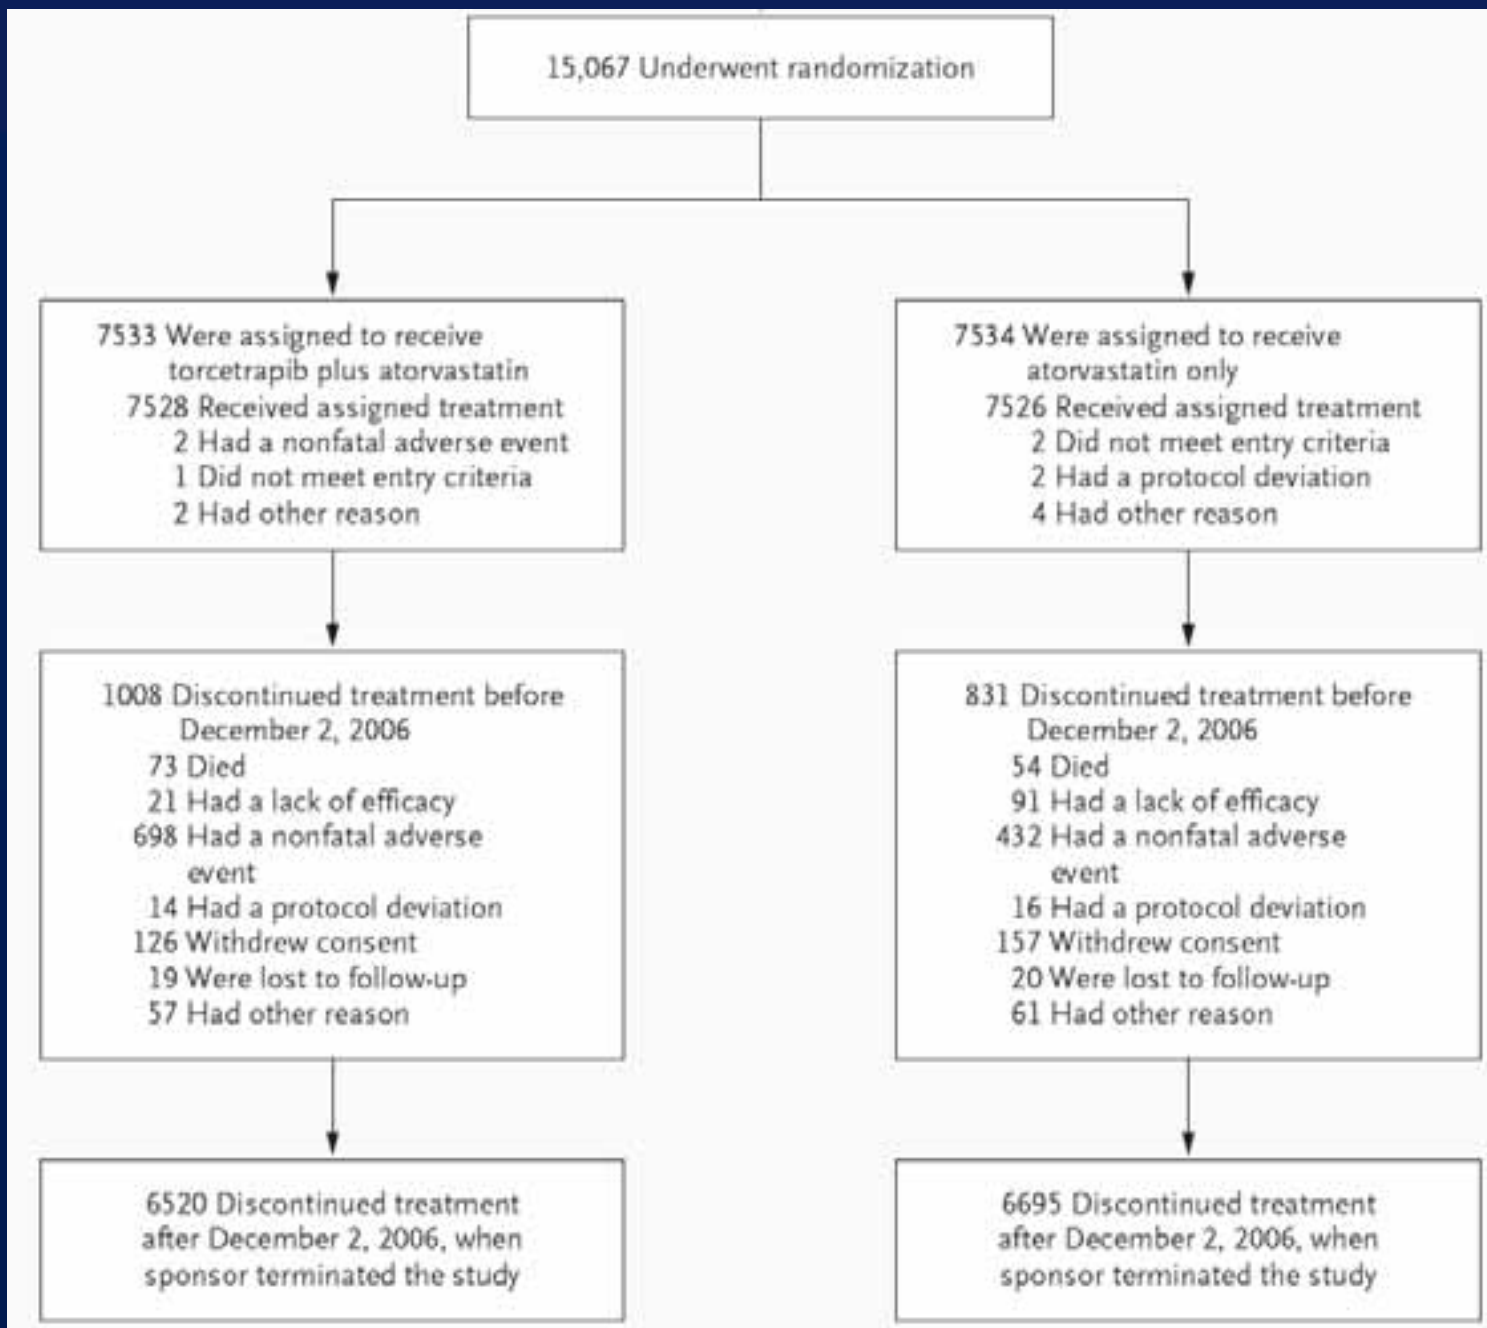 15,067 Underwent randomization
7533 Were assigned to receive
torcetrapib plus atorvastatin
7528 Received assigned treatment
2 Had a nonfatal adverse event
1 Did not meet entry criteria
2 Had other reason
7534 Were assigned to receive
atorvastatin only
7526 Received assigned treatment
2 Did not meet entry criteria
2 Had a protocol deviation
4 Had other reason
1008 Discontinued treatment before
December 2, 2006
73 Died
21 Had a lack of efficacy
698 Had a nonfatal adverse
event
14 Had a protocol deviation
126 Withdrew consent
19 Were lost to follow-up
57 Had other reason
831 Discontinued treatment before
December 2, 2006
54 Died
91 Had a lack of efficacy
432 Had a nonfatal adverse
event
16 Had a protocol deviation
157 Withdrew consent
20 Were lost to follow-up
61 Had other reason
6520 Discontinued treatment
after December 2, 2006, when
sponsor terminated the study
6695 Discontinued treatment
after December 2, 2006, when
sponsor terminated the study